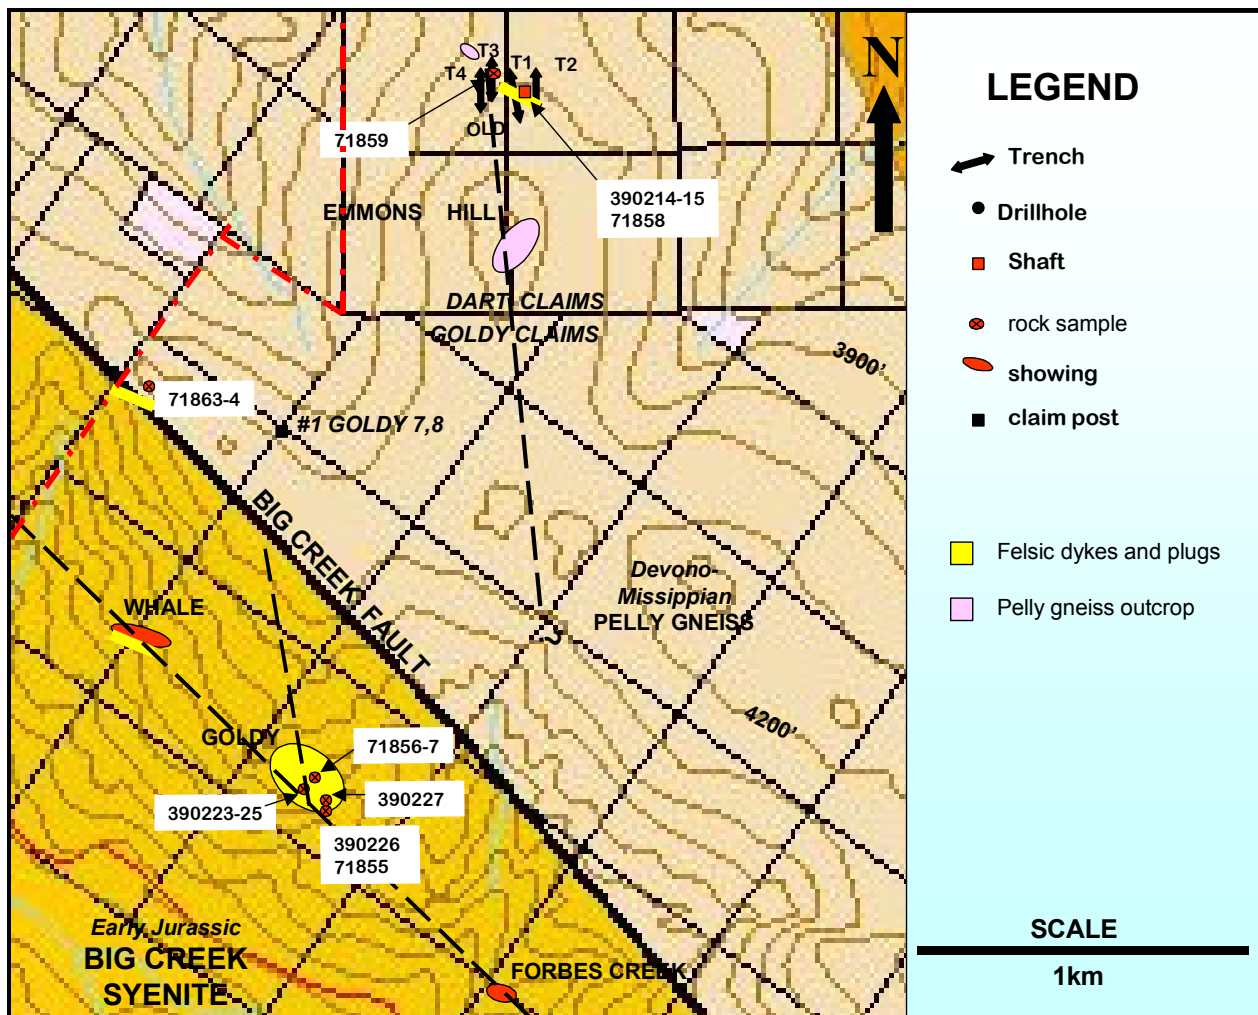 T3
T1
T2
T4
OLD
71859
390214-15
71858
EMMONS HILL
DART CLAIMS
GOLDY CLAIMS
3900'
71863-4
#1 GOLDY 7,8
BIG CREEK FAULT
Devono-
Missippian
PELLY GNEISS
WHALE
4200'
GOLDY
71856-7
390227
390223-25
390226
71855
Early Jurassic
BIG CREEK
SYENITE
FORBES CREEK
?
N
LEGEND
Trench
Drillhole
Shaft
rock sample
showing
claim post
Felsic dykes and plugs
Pelly gneiss outcrop
SCALE
1km